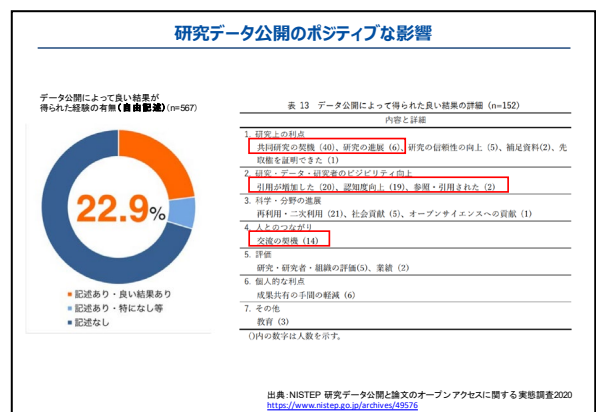 研究データ公開のポジティブな影響
データ公開によって良い結果が
得られた経験の有無(自由記述)(n=567)
22.9%
■記述あり・良い結果あり
■記述あり・特になし等
■記述なし
表 13 データ公開によって得られた良い結果の詳細 (n=152)
内容と詳細
1. 研究上の利点
共同研究の契機 (40)、研究の進展 (6)、研究の信頼性の向上 (5)、補足資料(2)、先
取権を証明できた (1)
2. 研究・データ・研究者のビジビリティ向上
引用が増加した (20)、認知度向上 (19)、参照・引用された (2)
3. 科学・分野の進展
再利用・二次利用 (21)、社会貢献 (5)、オープンサイエンスへの貢献 (1)
4. 人とのつながり
交流の契機 (14)
5. 評価
研究・研究者・組織の評価(5)、業績 (2)
6. 個人的な利点
成果共有の手間の軽減 (6)
7. その他
教育 (3)
()内の数字は人数を示す。
出典:NISTEP 研究データ公開と論文のオープンアクセスに関する実態調査2020
https://www.nistep.go.jp/archives/49576